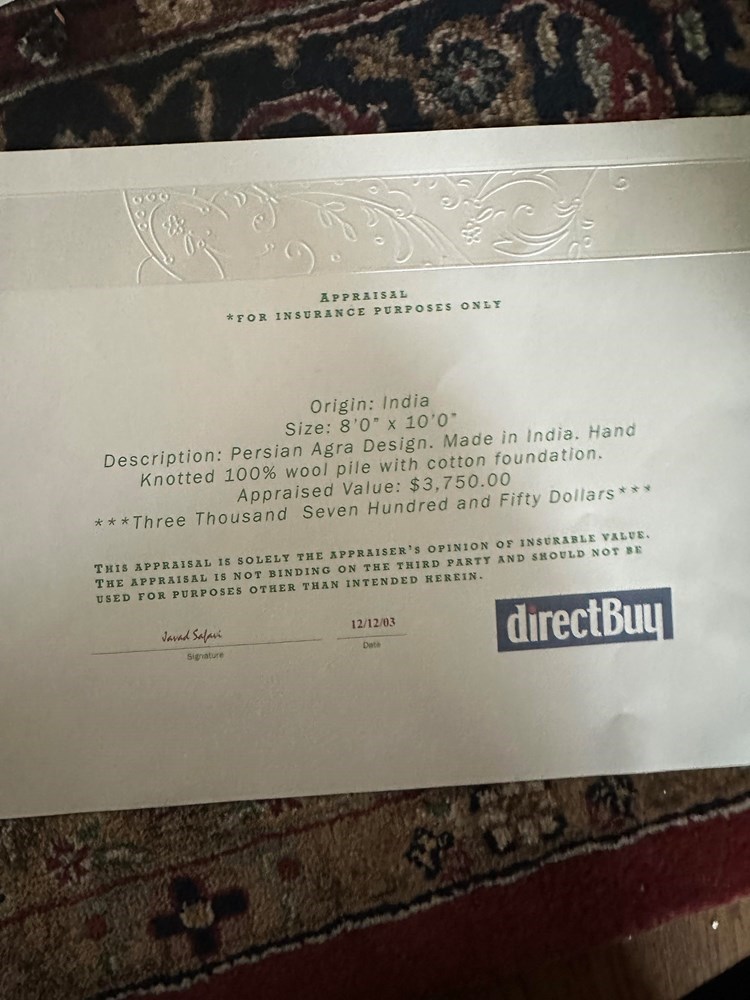 APPRAISAL
*FOR INSURANCE PURPOSES ONLY
Origin: India
Size: 8'0" x 10'0"
Description: Persian Agra Design. Made in India. Hand
Knotted 100% wool pile with cotton foundation.
Appraised Value: $3,750.00
***Three Thousand Seven Hundred and Fifty Dollars***
THIS APPRAISAL IS SOLELY THE APPRAISER'S OPINION OF INSURABLE VALUE.
THE APPRAISAL IS NOT BINDING ON THE THIRD PARTY AND SHOULD NOT BE
USED FOR PURPOSES OTHER THAN INTENDED HEREIN.
Javad Safavi
Signature
12/12/03
Date
directBuy